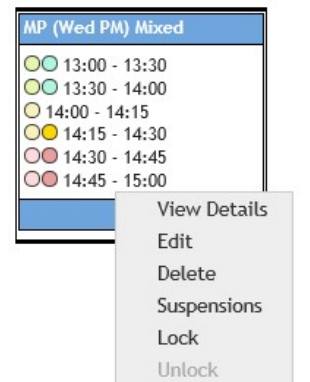 MP (Wed PM) Mixed
13:00 - 13:30
13:30 - 14:00
14:00 - 14:15
14:15 - 14:30
14:30 - 14:45
14:45 - 15:00
View Details
Edit
Delete
Suspensions
Lock
Unlock